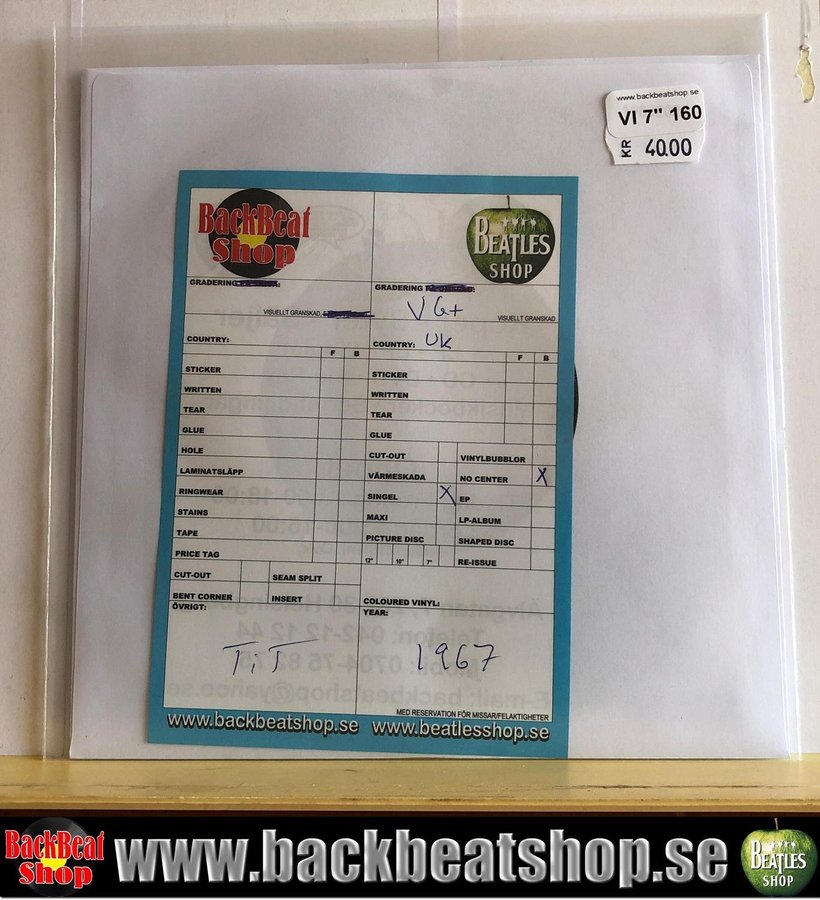 www.backbeatshop.se
VI 7" 160
KR 40.00
BackBeat
Shop
BEATLES
SHOP
GRADERING
VISUELLT GRANSKAD,
GRADERING
VG+
VISUELLT GRANSKAD
COUNTRY:
F B
STICKER
WRITTEN
TEAR
GLUE
HOLE
LAMINATSLÄPP
RINGWEAR
STAINS
TAPE
PRICE TAG
CUT-OUT SEAM SPLIT
BENT CORNER INSERT
ÖVRIGT:
TiT
COUNTRY: UK
F B
STICKER
WRITTEN
TEAR
GLUE
CUT-OUT VINYLBUBBLOR
VÄRMESKADA NO CENTER X
SINGEL X EP
MAXI LP-ALBUM
PICTURE DISC SHAPED DISC
12" 10" 7" RE-ISSUE
COLOURED VINYL:
YEAR:
1967
MED RESERVATION FÖR MISSAR/FELAKTIGHETER
www.backbeatshop.se www.beatlesshop.se
BackBeat
Shop
www.backbeatshop.se
BEATLES
SHOP